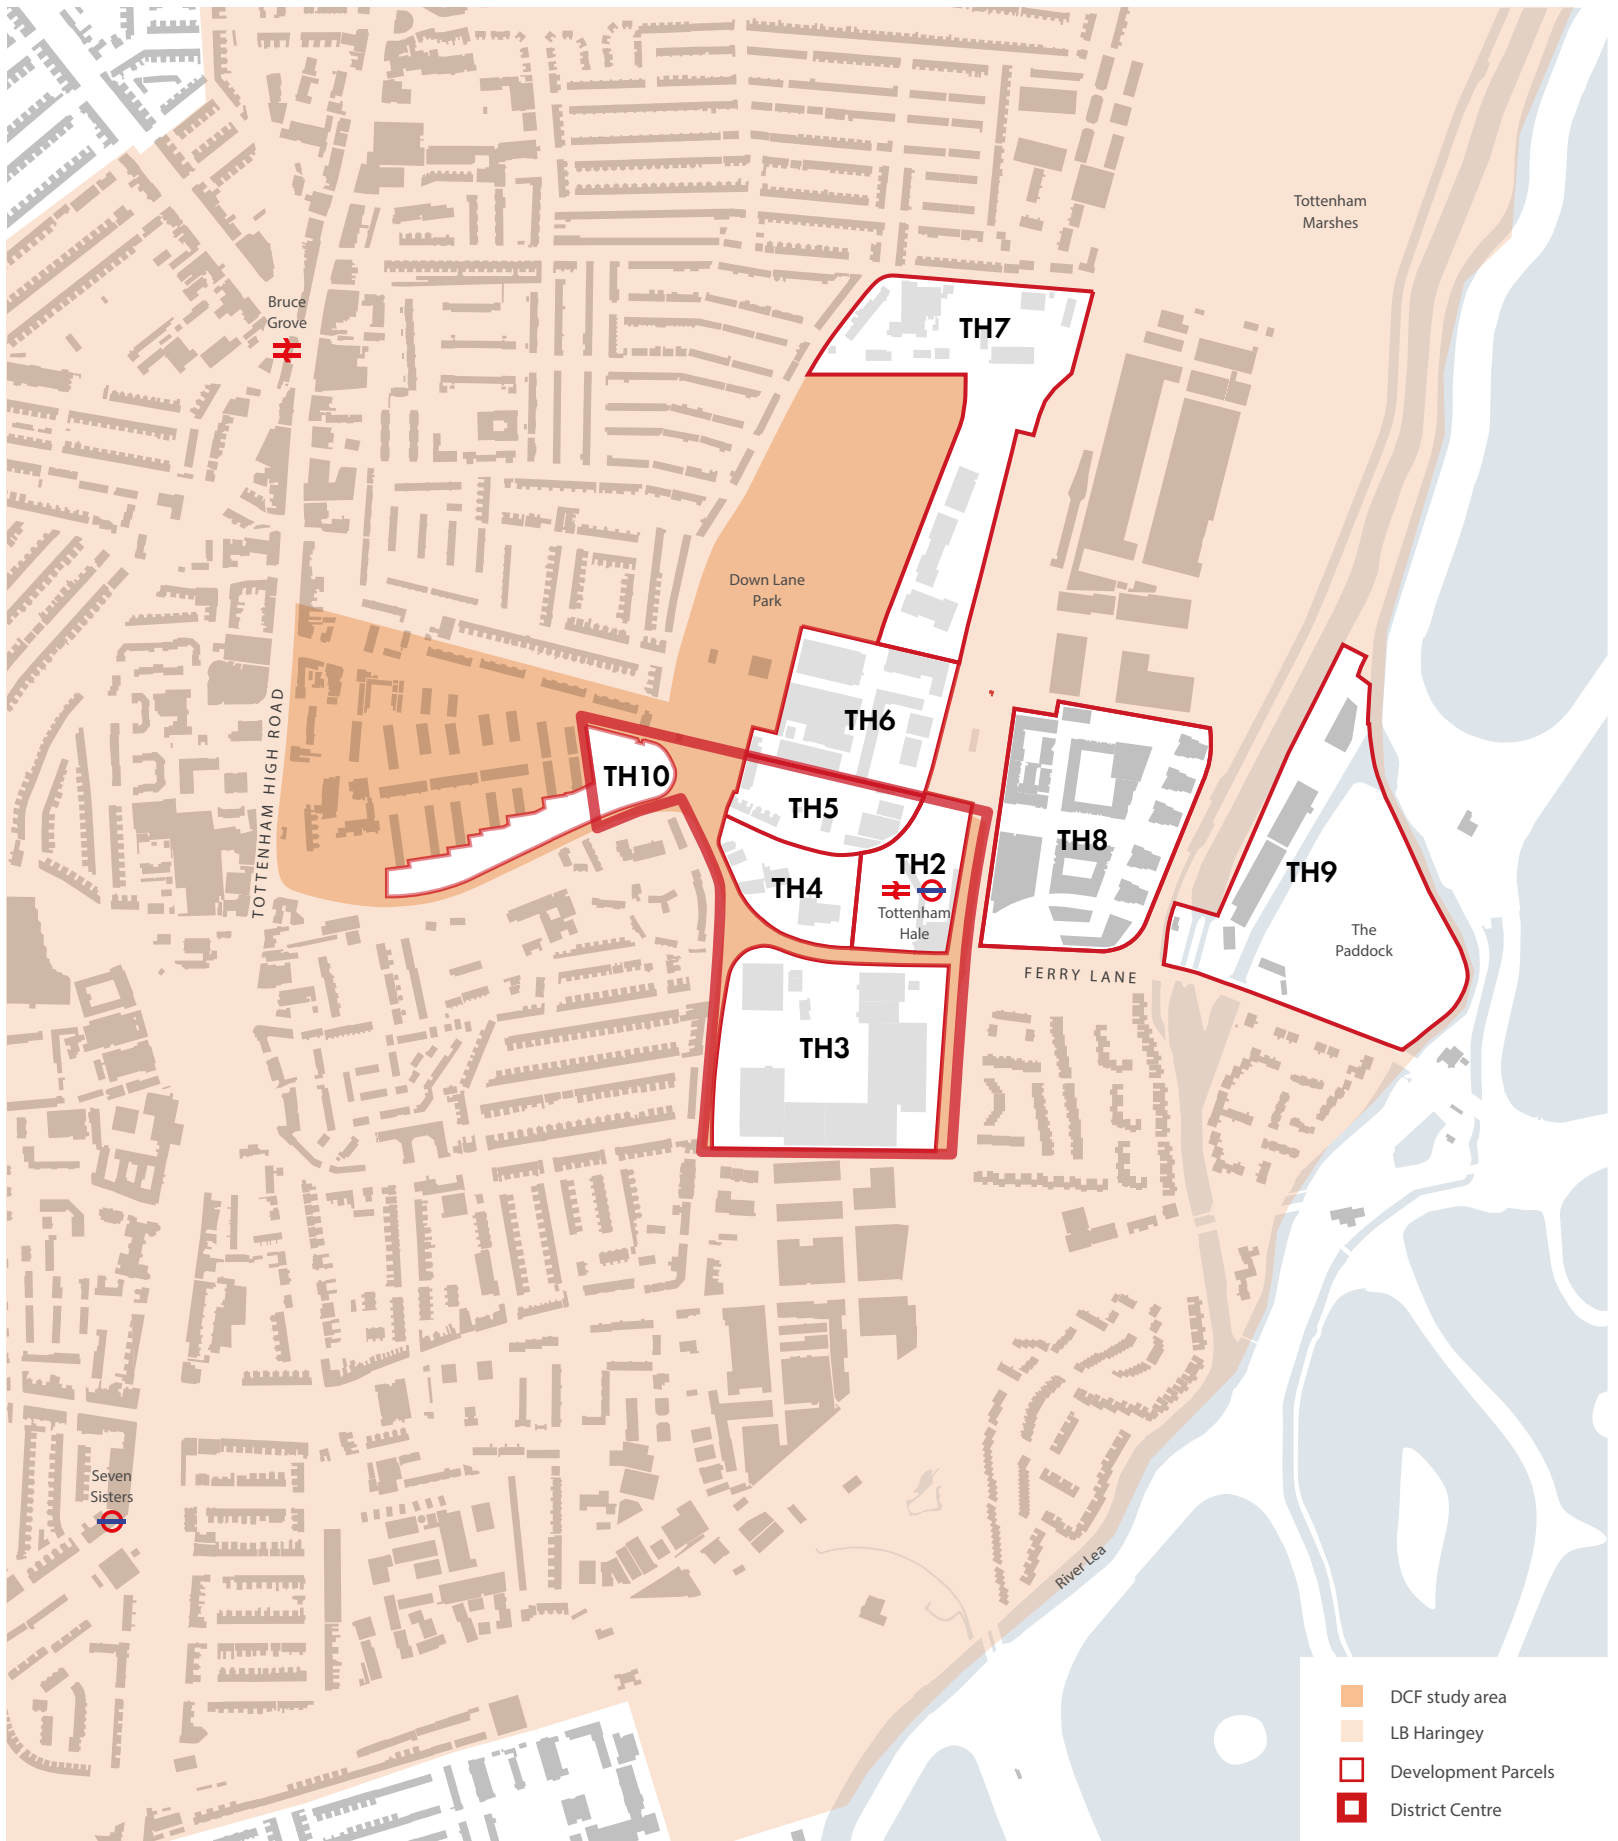 Tottenham
Marshes
Bruce
Grove
TH7
Down Lane
Park
TOTTENHAM HIGH ROAD
TH6
TH10
TH5
TH8
TH2
TH9
TH4
Tottenham
Hale
The
Paddock
FERRY LANE
TH3
Seven
Sisters
River Lea
DCF study area
LB Haringey
Development Parcels
District Centre